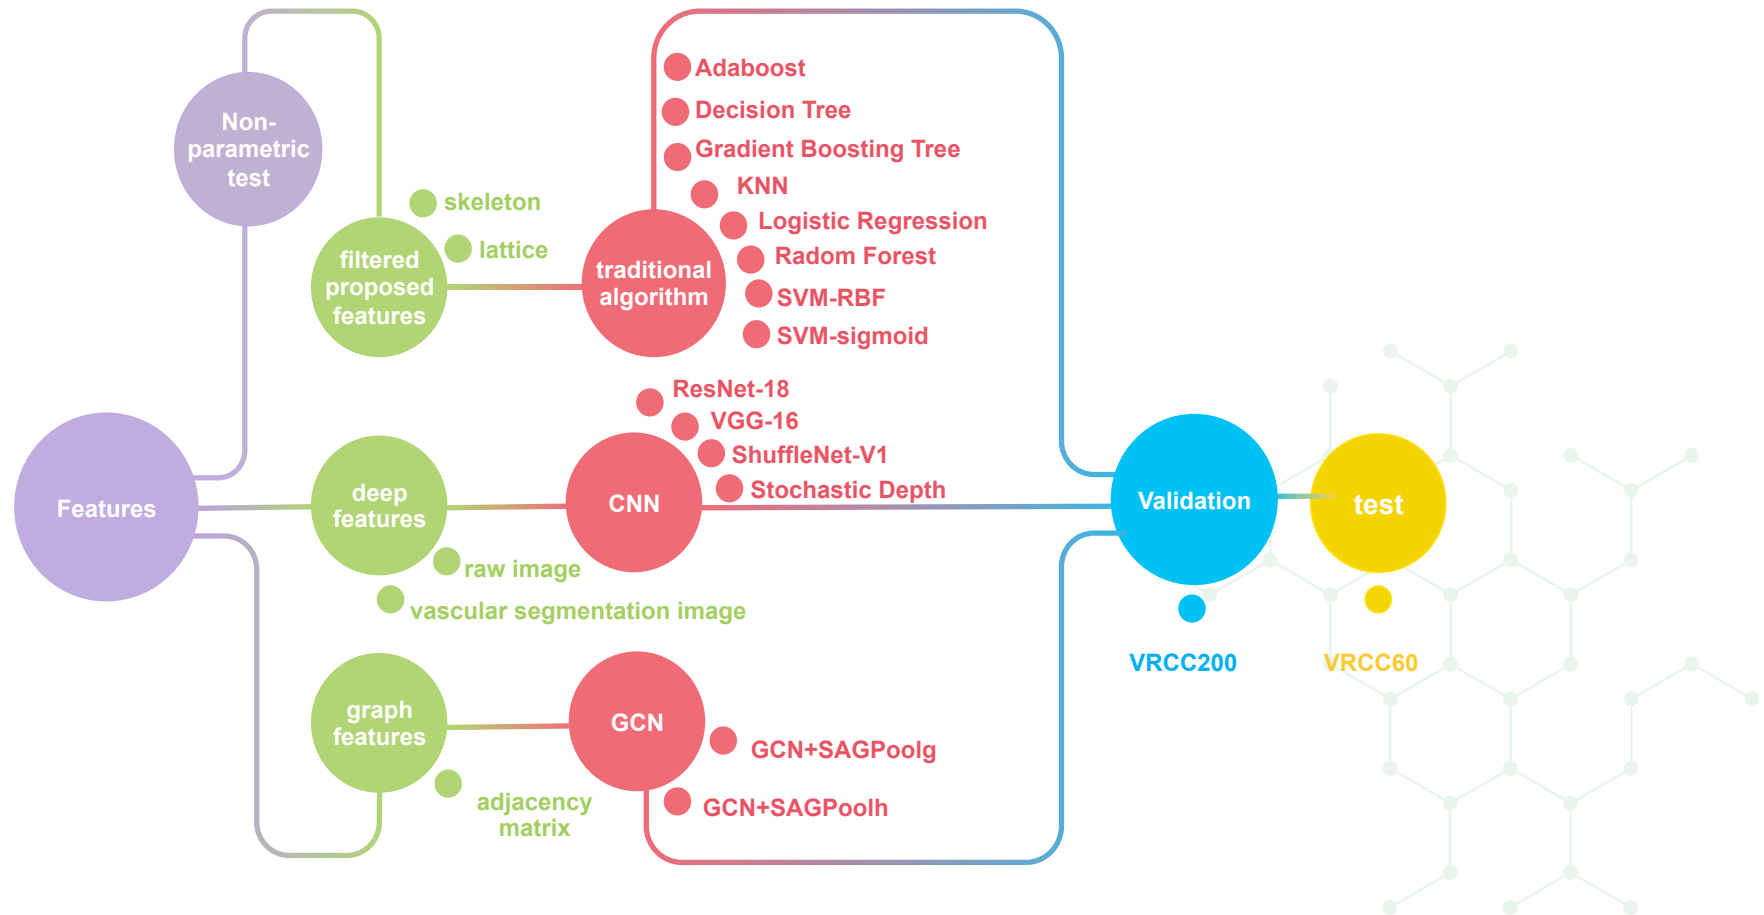 Non-
parametric
test
skeleton
lattice
filtered
proposed
features
traditional
algorithm
Adaboost
Decision Tree
Gradient Boosting Tree
KNN
Logistic Regression
Radom Forest
SVM-RBF
SVM-sigmoid
Features
deep
features
raw image
vascular segmentation image
CNN
ResNet-18
VGG-16
ShuffleNet-V1
Stochastic Depth
graph
features
adjacency
matrix
GCN
GCN+SAGPoolg
GCN+SAGPoolh
Validation
VRCC200
test
VRCC60